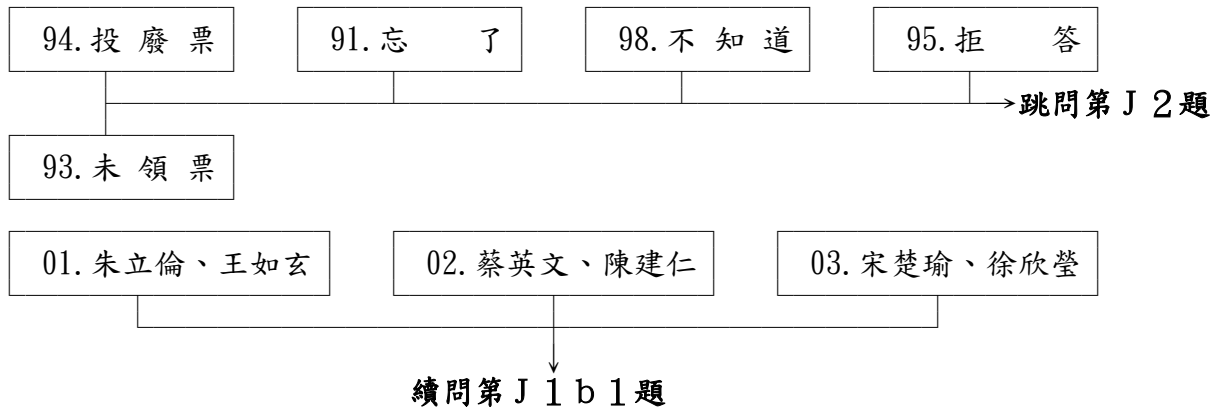 94.投 廢 票 91.忘 了 98.不 知 道 95.拒 答
跳問第J2題
93.未 領 票
01.朱立倫、王如玄 02.蔡英文、陳建仁 03.宋楚瑜、徐欣瑩
續問第J1b1題